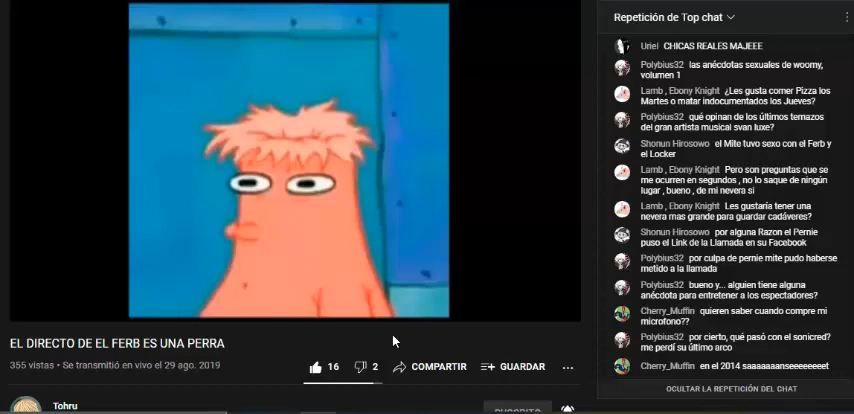 Repetición de Top chat
Uriel CHICAS REALES MAJEEE
Polybius32 las anécdotas sexuales de woomy,
volumen 1
Lamb , Ebony Knight ¿Les gusta comer Pizza los
Martes o matar indocumentados los Jueves?
Polybius32 qué opinan de los últimos temazos
del gran artista musical svan luxe?
Shonun Hirosowo el Mite tuvo sexo con el Ferb y
el Locker
Lamb , Ebony Knight Pero son preguntas que se
me ocurren en segundos , no lo saque de ningún
lugar , bueno , de mi nevera si
Lamb , Ebony Knight Les gustaría tener una
nevera mas grande para guardar cadáveres?
Shonun Hirosowo por alguna Razon el Pernie
puso el Link de la Llamada en su Facebook
Polybius32 por culpa de pernie mite pudo haberse
metido a la llamada
Polybius32 bueno y... alguien tiene alguna
anécdota para entretener a los espectadores?
Cherry_Muffin quieren saber cuando compre mi
microfono??
Polybius32 por cierto, qué pasó con el sonicred?
me perdí su último arco
Cherry_Muffin en el 2014 saaaaaaanseeeeeeeet
OCULTAR LA REPETICIÓN DEL CHAT
EL DIRECTO DE EL FERB ES UNA PERRA
355 vistas • Se transmitió en vivo el 29 ago. 2019
16
2
COMPARTIR
GUARDAR
Tohru
SUSCRITO